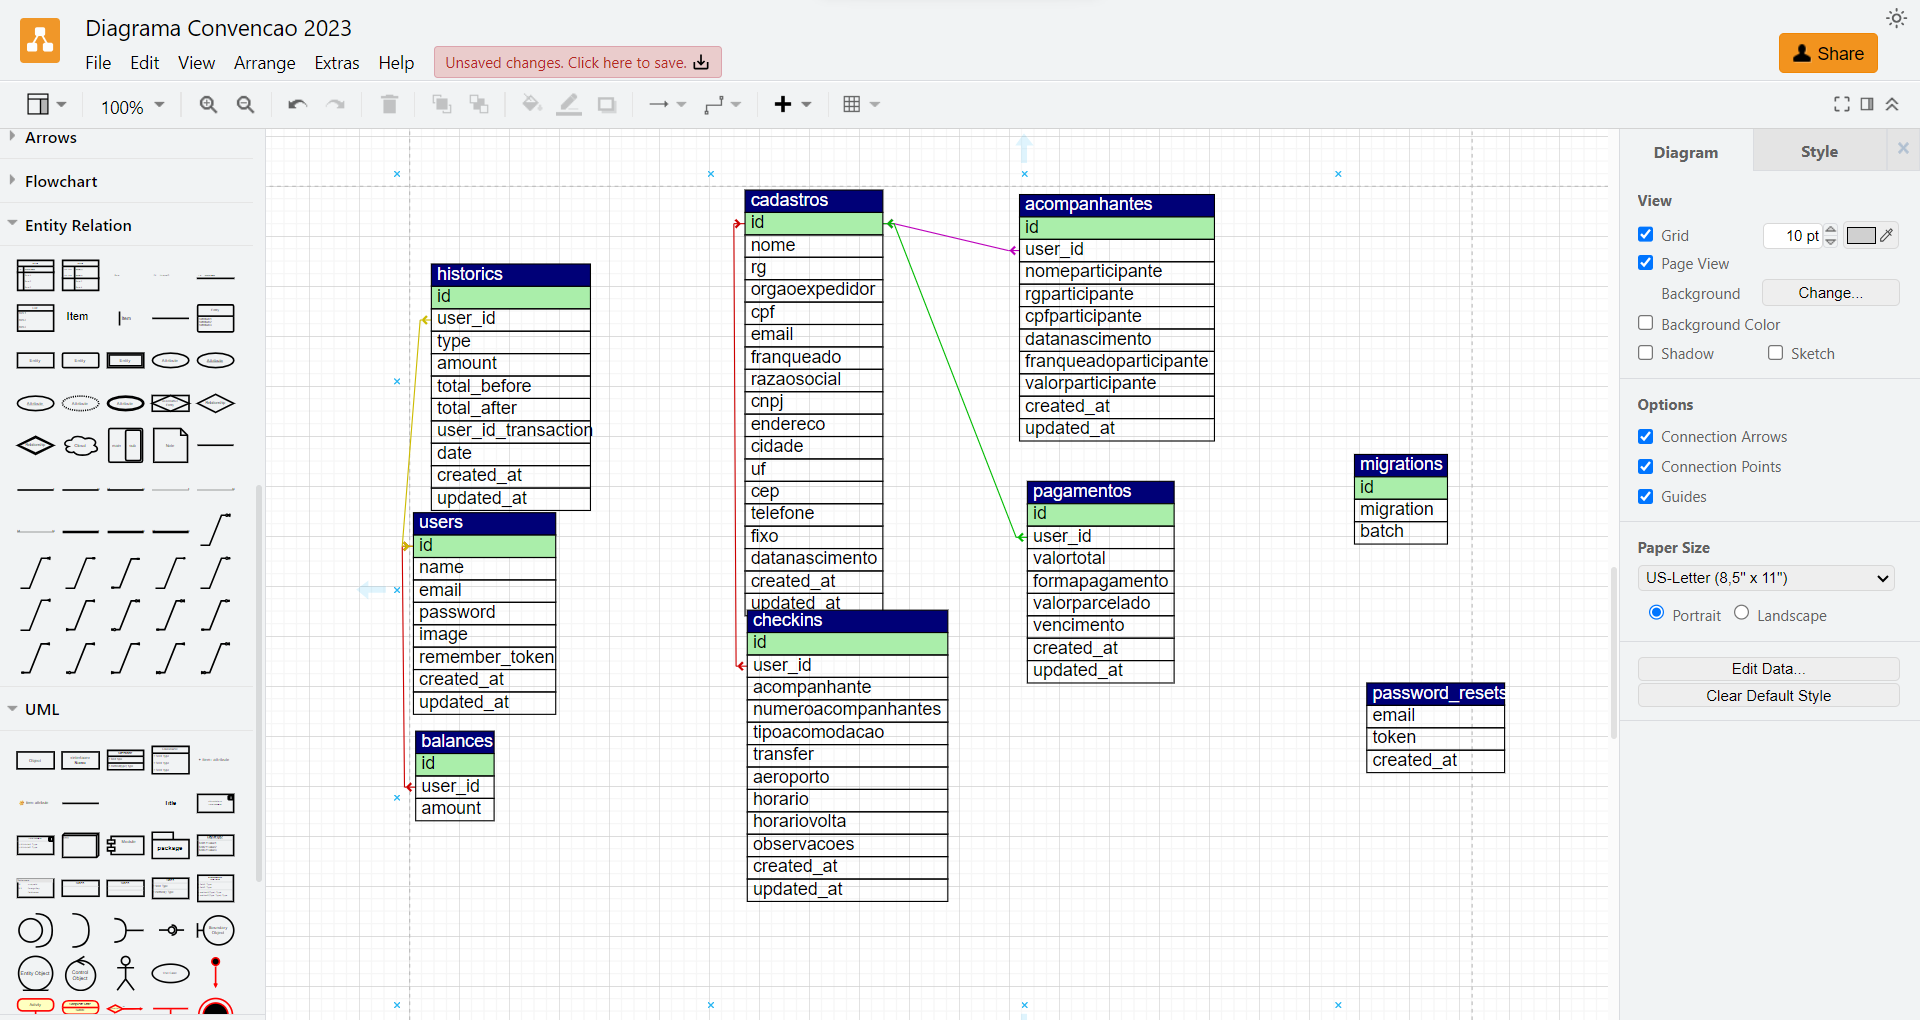 Diagrama Convencao 2023
File Edit View Arrange Extras Help
Unsaved changes. Click here to save.
Share
100%
Arrows
Flowchart
Entity Relation
Item
UML
Title
package
historics
id
user_id
type
amount
total_before
total_after
user_id_transaction
date
created_at
updated_at
users
id
name
email
password
image
remember_token
created_at
updated_at
balances
id
user_id
amount
cadastros
id
nome
rg
orgaoexpedidor
cpf
email
franqueado
razaosocial
cnpj
endereco
cidade
uf
cep
telefone
fixo
datanascimento
created_at
updated_at
checkins
id
user_id
acompanhante
numeroacompanhantes
tipoacomodacao
transfer
aeroporto
horario
horariovolta
observacoes
created_at
updated_at
acompanhantes
id
user_id
nomeparticipante
rgparticipante
cpfparticipante
datanascimento
franqueadoparticipante
valorparticipante
created_at
updated_at
pagamentos
id
user_id
valortotal
formapagamento
valorparcelado
vencimento
created_at
updated_at
migrations
id
migration
batch
password_resets
email
token
created_at
Diagram Style
View
Grid 10 pt
Page View
Background Change...
Background Color
Shadow Sketch
Options
Connection Arrows
Connection Points
Guides
Paper Size
US-Letter (8,5" x 11")
Portrait Landscape
Edit Data...
Clear Default Style